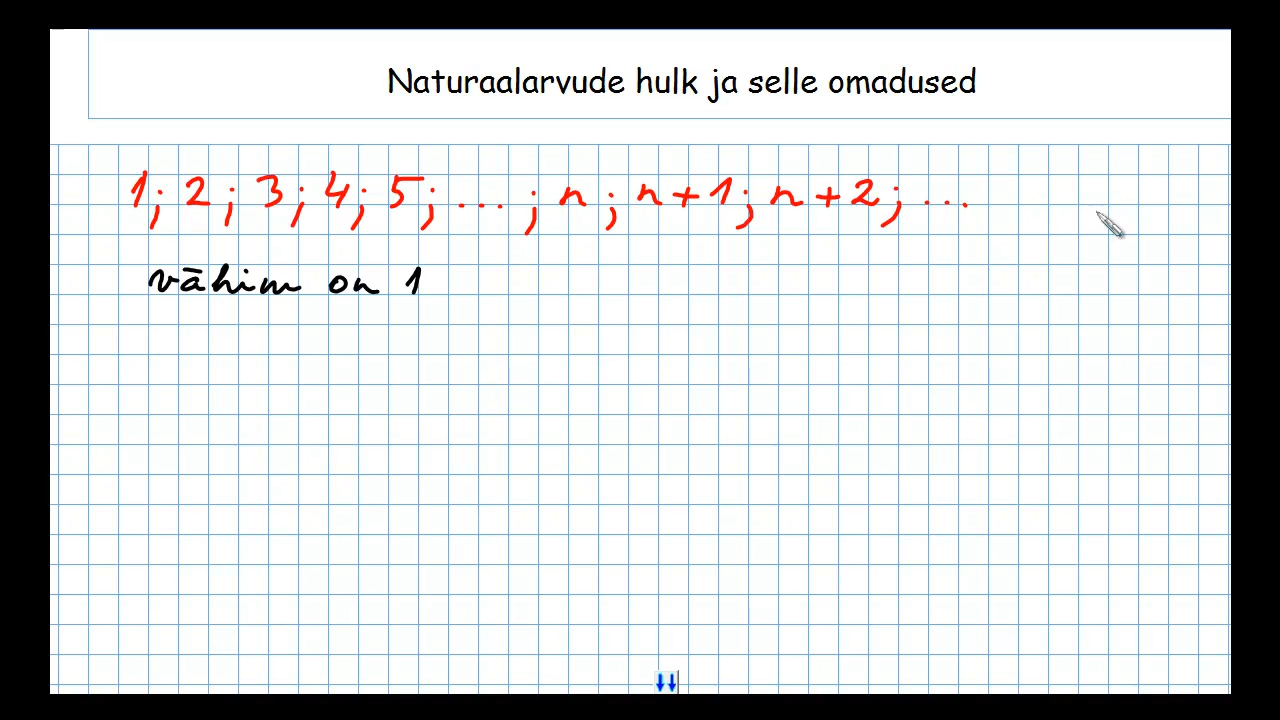 Naturaalarvude hulk ja selle omadused
1; 2; 3; 4; 5; ... ; n; n+1; n+2; ...
vähim on 1